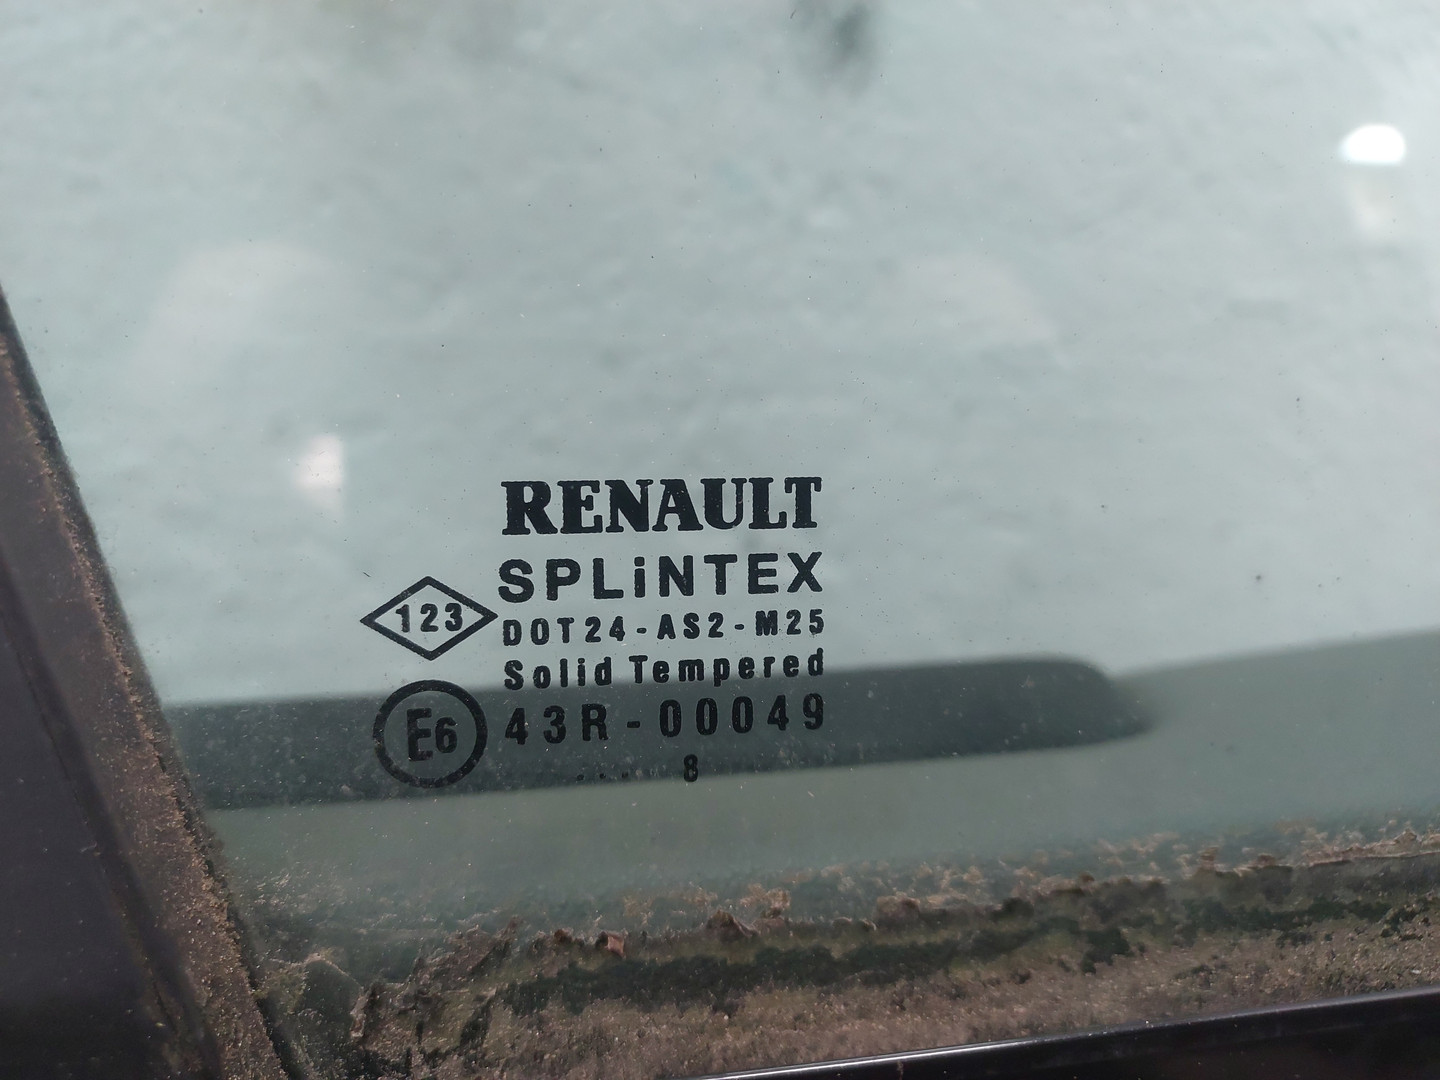 RENAULT
SPLiNTEX
123
DOT24-AS2-M25
Solid Tempered
E6 43R-00049
... 8